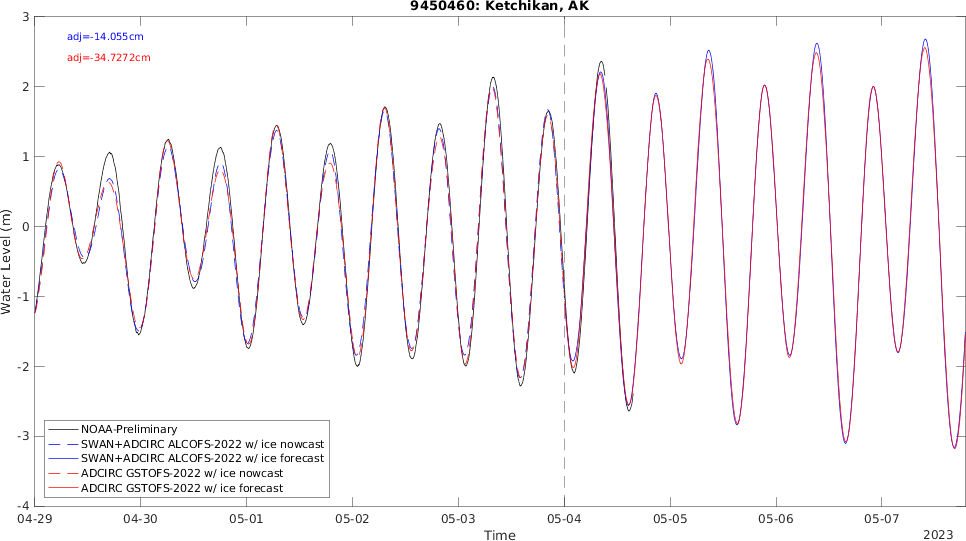 9450460: Ketchikan, AK
adj=-14.055cm
adj=-34.7272cm
3
2
1
0
-1
-2
-3
-4
Water Level (m)
NOAA-Preliminary
SWAN+ADCIRC ALCOFS-2022 w/ ice nowcast
SWAN+ADCIRC ALCOFS-2022 w/ ice forecast
ADCIRC GSTOFS-2022 w/ ice nowcast
ADCIRC GSTOFS-2022 w/ ice forecast
04-29 04-30 05-01 05-02 05-03 05-04 05-05 05-06 05-07
Time
2023